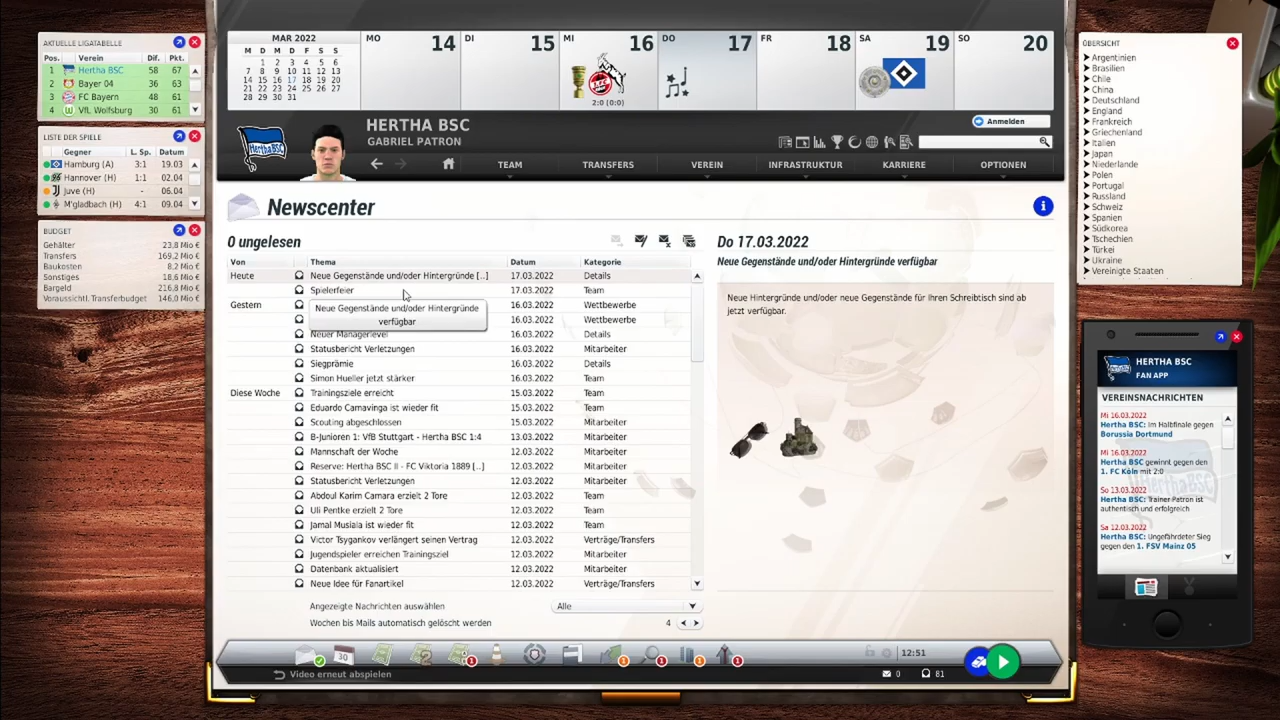 AKTUELLE LIGATABELLE
Pos. Verein Dif. Pkt.
1 Hertha BSC 58 67
2 Bayer 04 36 63
3 FC Bayern 48 61
4 VfL Wolfsburg 30 61
LISTE DER SPIELE
Gegner L. Sp. Datum
Hamburg (A) 3:1 19.03
Hannover (H) 1:1 02.04
Juve (H) - 06.04
M'gladbach (H) 4:1 09.04
BUDGET
Gehälter 23,8 Mio €
Transfers 169,2 Mio €
Baukosten 8,2 Mio €
Sonstiges 18,6 Mio €
Bargeld 216,8 Mio €
Voraussichtl. Transferbudget 146,0 Mio €
MAR 2022
M D M D F S S
1 2 3 4 5 6
7 8 9 10 11 12 13
14 15 16 17 18 19 20
21 22 23 24 25 26 27
28 29 30 31
MO 14
DI 15
MI 16
2:0 (0:0)
DO 17
FR 18
SA 19
SO 20
HERTHA BSC
GABRIEL PATRON
Anmelden
TEAM TRANSFERS VEREIN INFRASTRUKTUR KARRIERE OPTIONEN
Newscenter
0 ungelesen
Von Thema Datum Kategorie
Heute Neue Gegenstände und/oder Hintergründe [..] 17.03.2022 Details
Spielerfeier 17.03.2022 Team
Gestern 16.03.2022 Wettbewerbe
16.03.2022 Wettbewerbe
Neue Gegenstände und/oder Hintergründe
verfügbar
Neuer Managerlevel 16.03.2022 Details
Statusbericht Verletzungen 16.03.2022 Mitarbeiter
Siegprämie 16.03.2022 Details
Simon Hueller jetzt stärker 16.03.2022 Team
Diese Woche Trainingsziele erreicht 15.03.2022 Team
Eduardo Camavinga ist wieder fit 15.03.2022 Team
Scouting abgeschlossen 15.03.2022 Mitarbeiter
B-Junioren 1: VfB Stuttgart - Hertha BSC 1:4 13.03.2022 Mitarbeiter
Mannschaft der Woche 12.03.2022 Mitarbeiter
Reserve: Hertha BSC II - FC Viktoria 1889 [..] 12.03.2022 Mitarbeiter
Statusbericht Verletzungen 12.03.2022 Mitarbeiter
Abdoul Karim Camara erzielt 2 Tore 12.03.2022 Team
Uli Pentke erzielt 2 Tore 12.03.2022 Team
Jamal Musiala ist wieder fit 12.03.2022 Team
Victor Tsygankov verlängert seinen Vertrag 12.03.2022 Verträge/Transfers
Jugendspieler erreichen Trainingsziel 12.03.2022 Mitarbeiter
Datenbank aktualisiert 12.03.2022 Mitarbeiter
Neue Idee für Fanartikel 12.03.2022 Verträge/Transfers
Angezeigte Nachrichten auswählen Alle
Wochen bis Mails automatisch gelöscht werden 4
Do 17.03.2022
Neue Gegenstände und/oder Hintergründe verfügbar
Neue Hintergründe und/oder neue Gegenstände für Ihren Schreibtisch sind ab
jetzt verfügbar.
30 2 1 1 1 1 1 12:51
Video erneut abspielen 0 81
ÜBERSICHT
Argentinien
Brasilien
Chile
China
Deutschland
England
Frankreich
Griechenland
Italien
Japan
Niederlande
Polen
Portugal
Russland
Schweiz
Spanien
Südkorea
Tschechien
Türkei
Ukraine
Vereinigte Staaten
HERTHA BSC
FAN APP
VEREINSNACHRICHTEN
Mi 16.03.2022
Hertha BSC: Im Halbfinale gegen
Borussia Dortmund
Mi 16.03.2022
Hertha BSC gewinnt gegen den
1. FC Köln mit 2:0
So 13.03.2022
Hertha BSC: Trainer Patron ist
authentisch und erfolgreich
Sa 12.03.2022
Hertha BSC: Ungefährdeter Sieg
gegen den 1. FSV Mainz 05